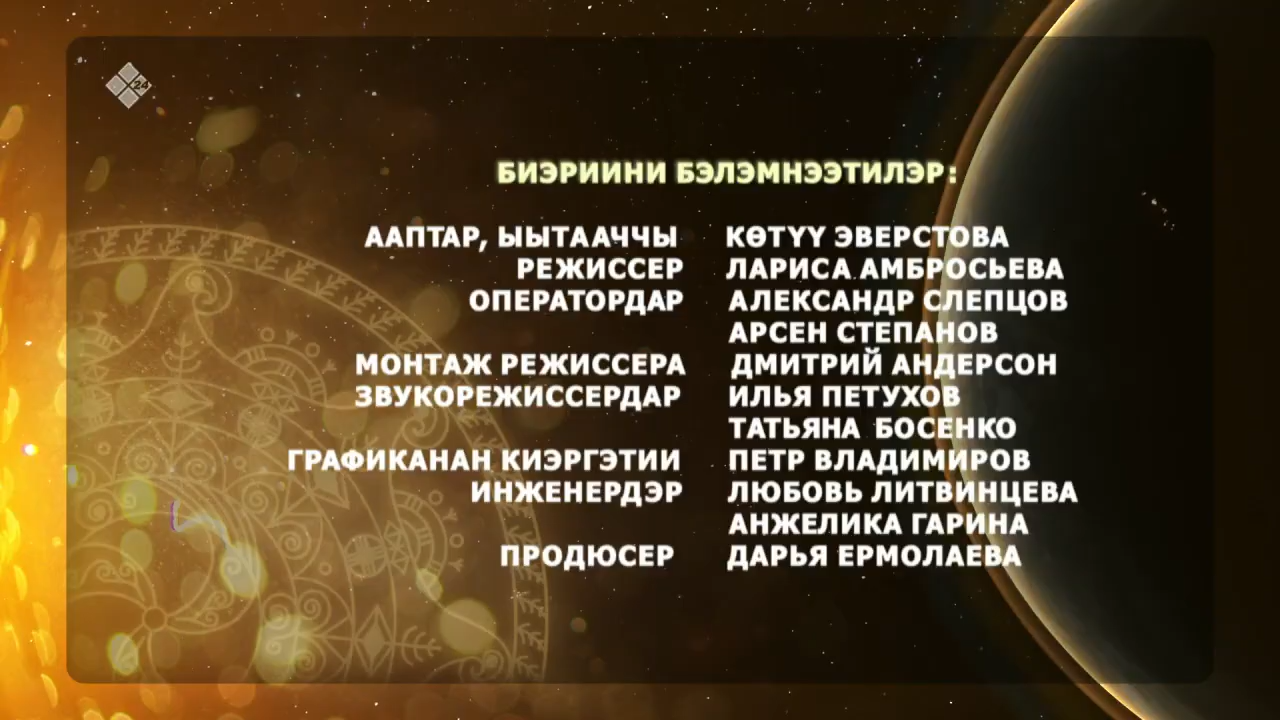 24
БИЭРИИНИ БЭЛЭМНЭЭТИЛЭР:
ААПТАР, ЫЫТААЧЧЫ КӨТҮҮ ЭВЕРСТОВА
РЕЖИССЕР ЛАРИСА АМБРОСЬЕВА
ОПЕРАТОРДАР АЛЕКСАНДР СЛЕПЦОВ
АРСЕН СТЕПАНОВ
МОНТАЖ РЕЖИССЕРА ДМИТРИЙ АНДЕРСОН
ЗВУКОРЕЖИССЕРДАР ИЛЬЯ ПЕТУХОВ
ТАТЬЯНА БОСЕНКО
ГРАФИКАНАН КИЭРГЭТИИ ПЕТР ВЛАДИМИРОВ
ИНЖЕНЕРДЭР ЛЮБОВЬ ЛИТВИНЦЕВА
АНЖЕЛИКА ГАРИНА
ПРОДЮСЕР ДАРЬЯ ЕРМОЛАЕВА